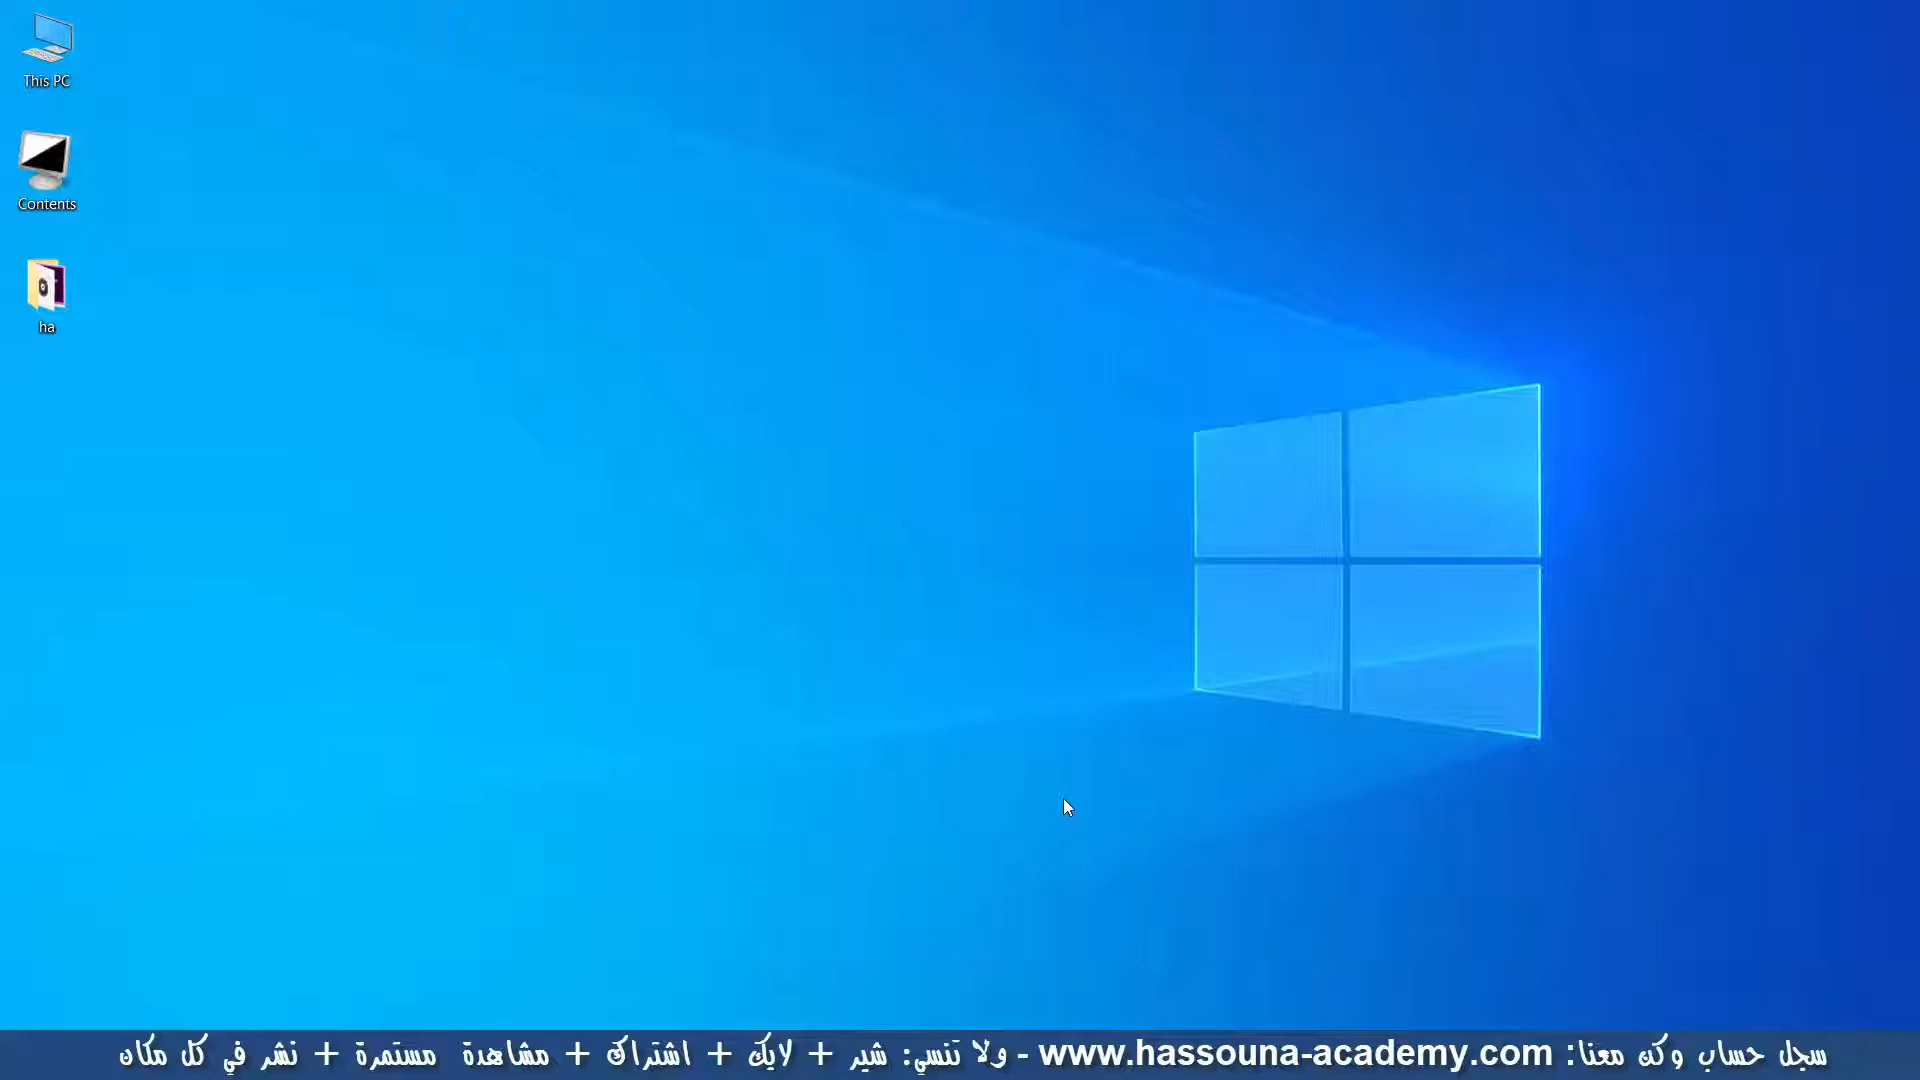 This PC
Contents
ha
سجل حساب وكن معنا: www.hassouna-academy.com - ولا تنسي: شير + لايك + اشتراك + مشاهدة مستمرة + نشر في كل مكان